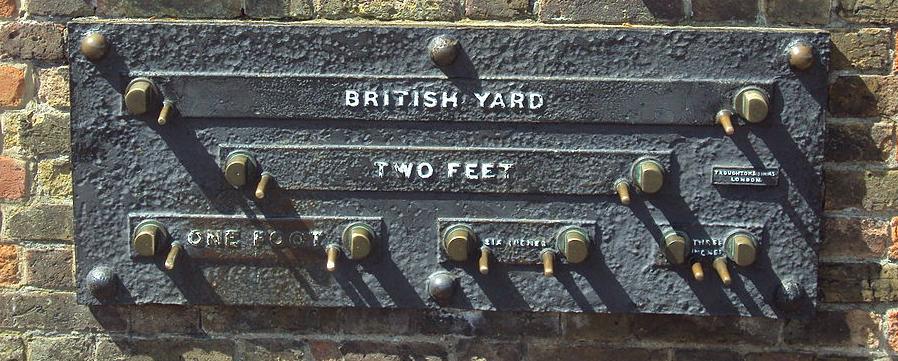 BRITISH YARD
TWO FEET
ONE FOOT
SIX INCHES
THREE
INCHES
TROUGHTON & SIMMS
LONDON